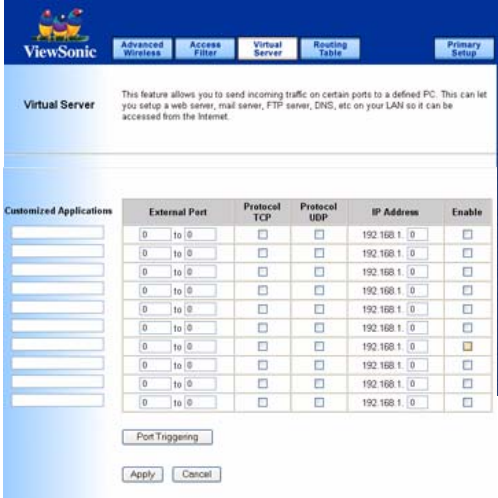 ViewSonic
Advanced Wireless
Access Filter
Virtual Server
Routing Table
Primary Setup
Virtual Server
This feature allows you to send incoming traffic on certain ports to a defined PC. This can let
you setup a web server, mail server, FTP server, DNS, etc on your LAN so it can be
accessed from the Internet.
Customized Applications External Port Protocol TCP Protocol UDP IP Address Enable
0 to 0 192.168.1. 0
0 to 0 192.168.1. 0
0 to 0 192.168.1. 0
0 to 0 192.168.1. 0
0 to 0 192.168.1. 0
0 to 0 192.168.1. 0
0 to 0 192.168.1. 0
0 to 0 192.168.1. 0
0 to 0 192.168.1. 0
0 to 0 192.168.1. 0
Port Triggering
Apply Cancel